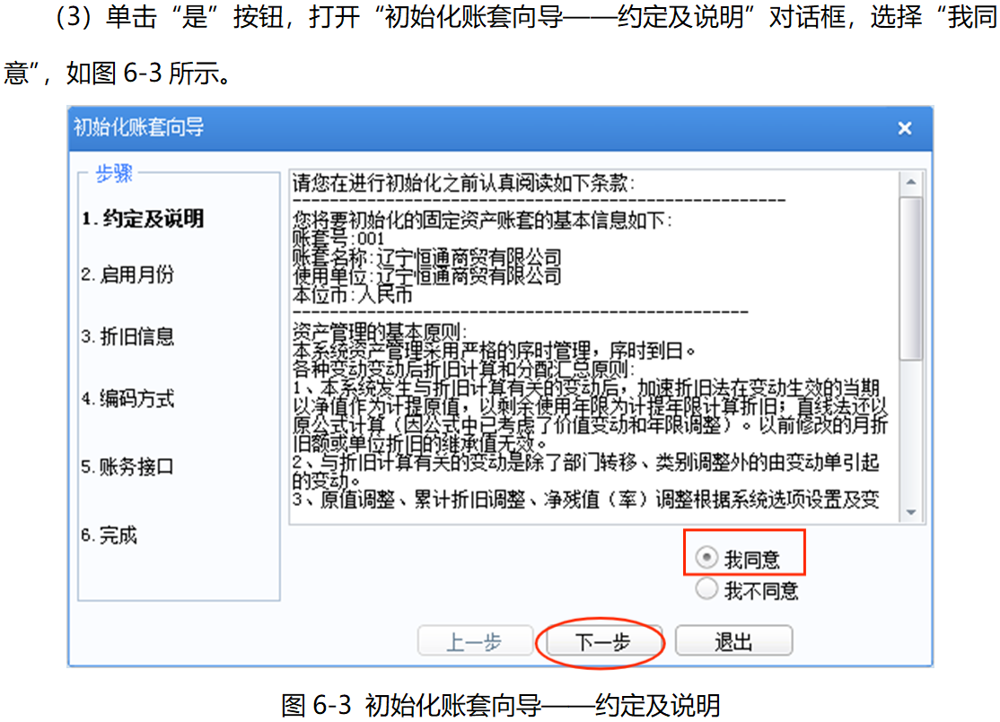 （3）单击“是”按钮，打开“初始化账套向导——约定及说明”对话框，选择“我同
意”，如图 6-3 所示。
初始化账套向导
步骤
1.约定及说明
2.启用月份
3.折旧信息
4.编码方式
5.账务接口
6.完成
请您在进行初始化之前认真阅读如下条款:
-----------------------------------------------------
您将要初始化的固定资产账套的基本信息如下:
账套号:001
账套名称:辽宁恒通商贸有限公司
使用单位:辽宁恒通商贸有限公司
本位币:人民币
-------------------------------------------------
资产管理的基本原则:
本系统资产管理采用严格的序时管理，序时到日。
各种变动变动后折旧计算和分配汇总原则:
1、本系统发生与折旧计算有关的变动后，加速折旧法在变动生效的当期
以净值作为计提原值，以剩余使用年限为计提年限计算折旧；直线法还以
原公式计算（因公式中已考虑了价值变动和年限调整）。以前修改的月折
旧额或单位折旧的继承值无效。
2、与折旧计算有关的变动是除了部门转移、类别调整外的由变动单引起
的变动。
3、原值调整、累计折旧调整、净残值（率）调整根据系统选项设置及变
我同意
我不同意
上一步
下一步
退出
图 6-3 初始化账套向导——约定及说明